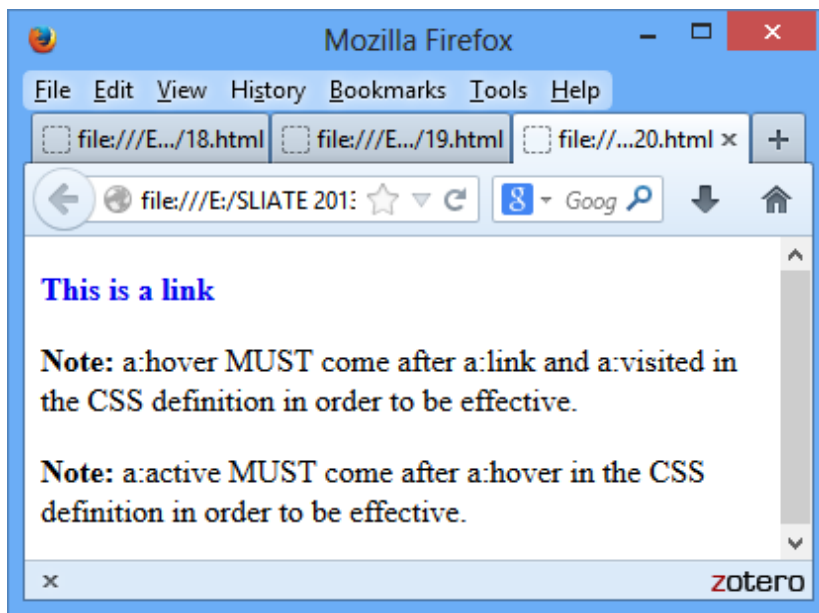 Mozilla Firefox
File Edit View History Bookmarks Tools Help
file:///E.../18.html file:///E.../19.html file://...20.html
file:///E:/SLIATE 2013 8 Goog
This is a link
Note: a:hover MUST come after a:link and a:visited in
the CSS definition in order to be effective.
Note: a:active MUST come after a:hover in the CSS
definition in order to be effective.
zotero